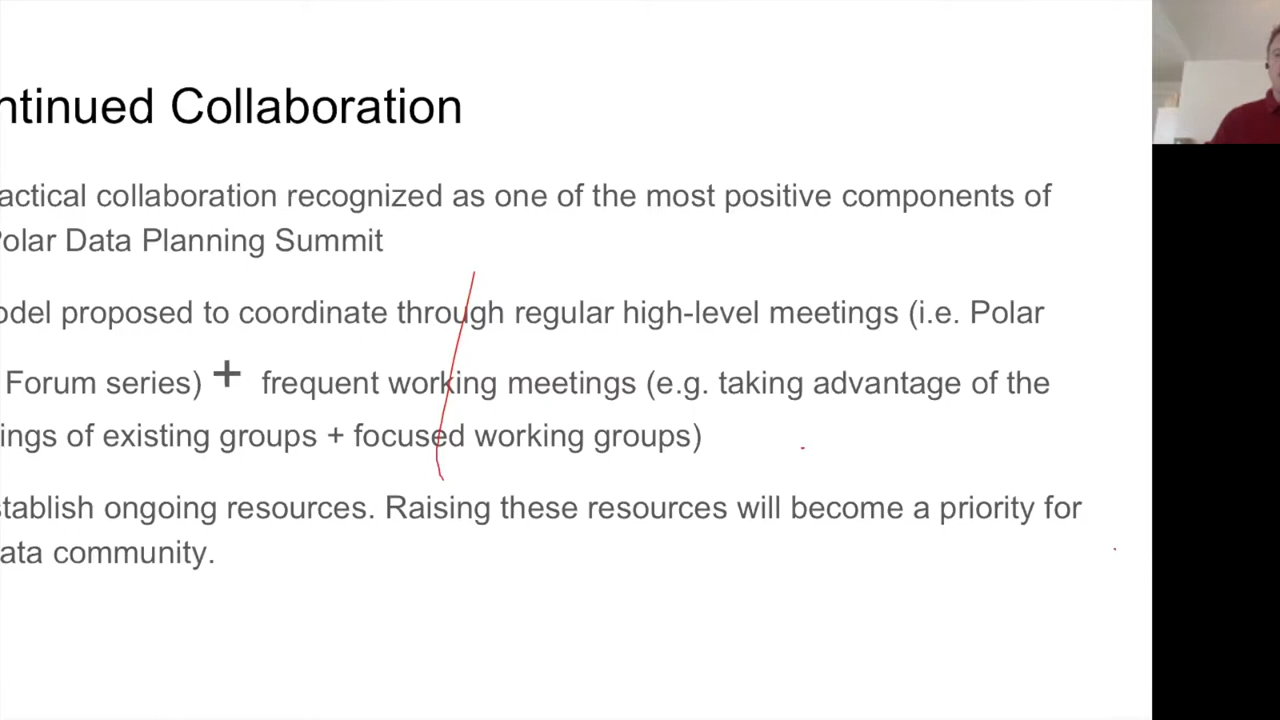 ntinued Collaboration
actical collaboration recognized as one of the most positive components of
Polar Data Planning Summit
odel proposed to coordinate through regular high-level meetings (i.e. Polar
Forum series) + frequent working meetings (e.g. taking advantage of the
ings of existing groups + focused working groups)
stablish ongoing resources. Raising these resources will become a priority for
ata community.